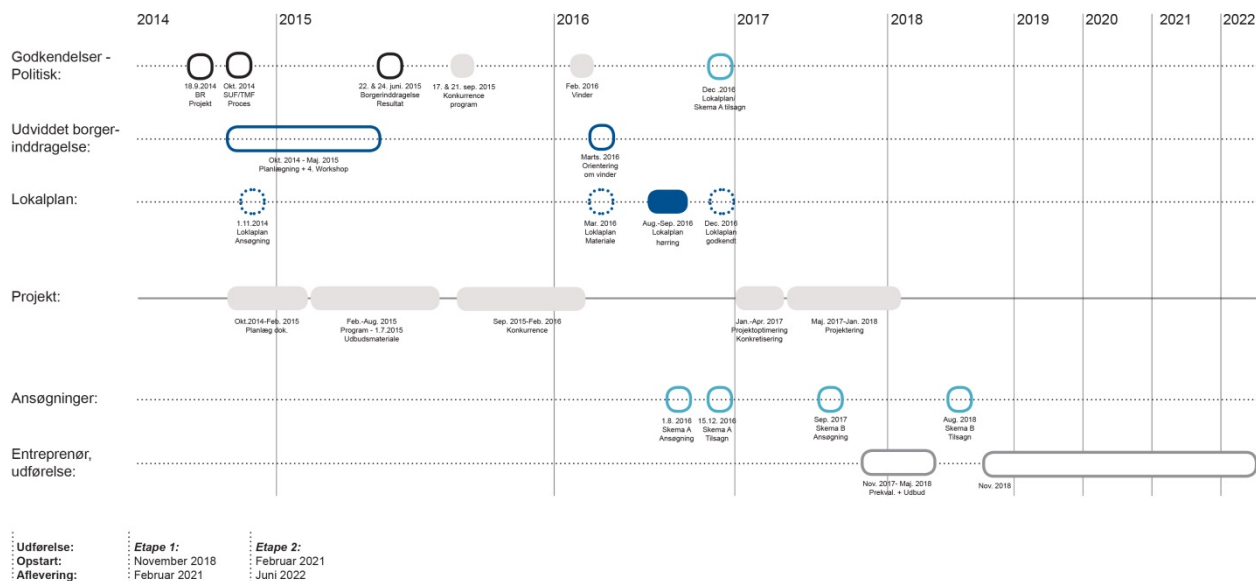 2014 2015 2016 2017 2018 2019 2020 2021 2022
Godkendelser -
Politisk:
18.9.2014
BR
Projekt
Okt. 2014
SUF/TMF
Proces
22. & 24. juni. 2015
Borgerinddragelse
Resultat
17. & 21. sep. 2015
Konkurrence
program
Feb. 2016
Vinder
Dec .2016
Lokalplan/
Skema A tilsagn
Udviddet borger-
inddragelse:
Okt. 2014 - Maj. 2015
Planlægning + 4. Workshop
Marts. 2016
Orientering
om vinder
Lokalplan:
1.11.2014
Loklaplan
Ansøgning
Mar. 2016
Loklaplan
Materiale
Aug.-Sep. 2016
Lokalplan
hørring
Dec. 2016
Loklaplan
godkendt
Projekt:
Okt.2014-Feb. 2015
Planlæg dok.
Feb.-Aug. 2015
Program - 1.7.2015
Udbudsmateriale
Sep. 2015-Feb. 2016
Konkurrence
Jan.-Apr. 2017
Projektoptimering
Konkretisering
Maj. 2017-Jan. 2018
Projektering
Ansøgninger:
1.8. 2016
Skema A
Ansøgning
15.12. 2016
Skema A
Tilsagn
Sep. 2017
Skema B
Ansøgning
Aug. 2018
Skema B
Tilsagn
Entreprenør,
udførelse:
Nov. 2017- Maj. 2018
Prekval. + Udbud
Nov. 2018
Udførelse: Etape 1: Etape 2:
Opstart: November 2018 Februar 2021
Aflevering: Februar 2021 Juni 2022